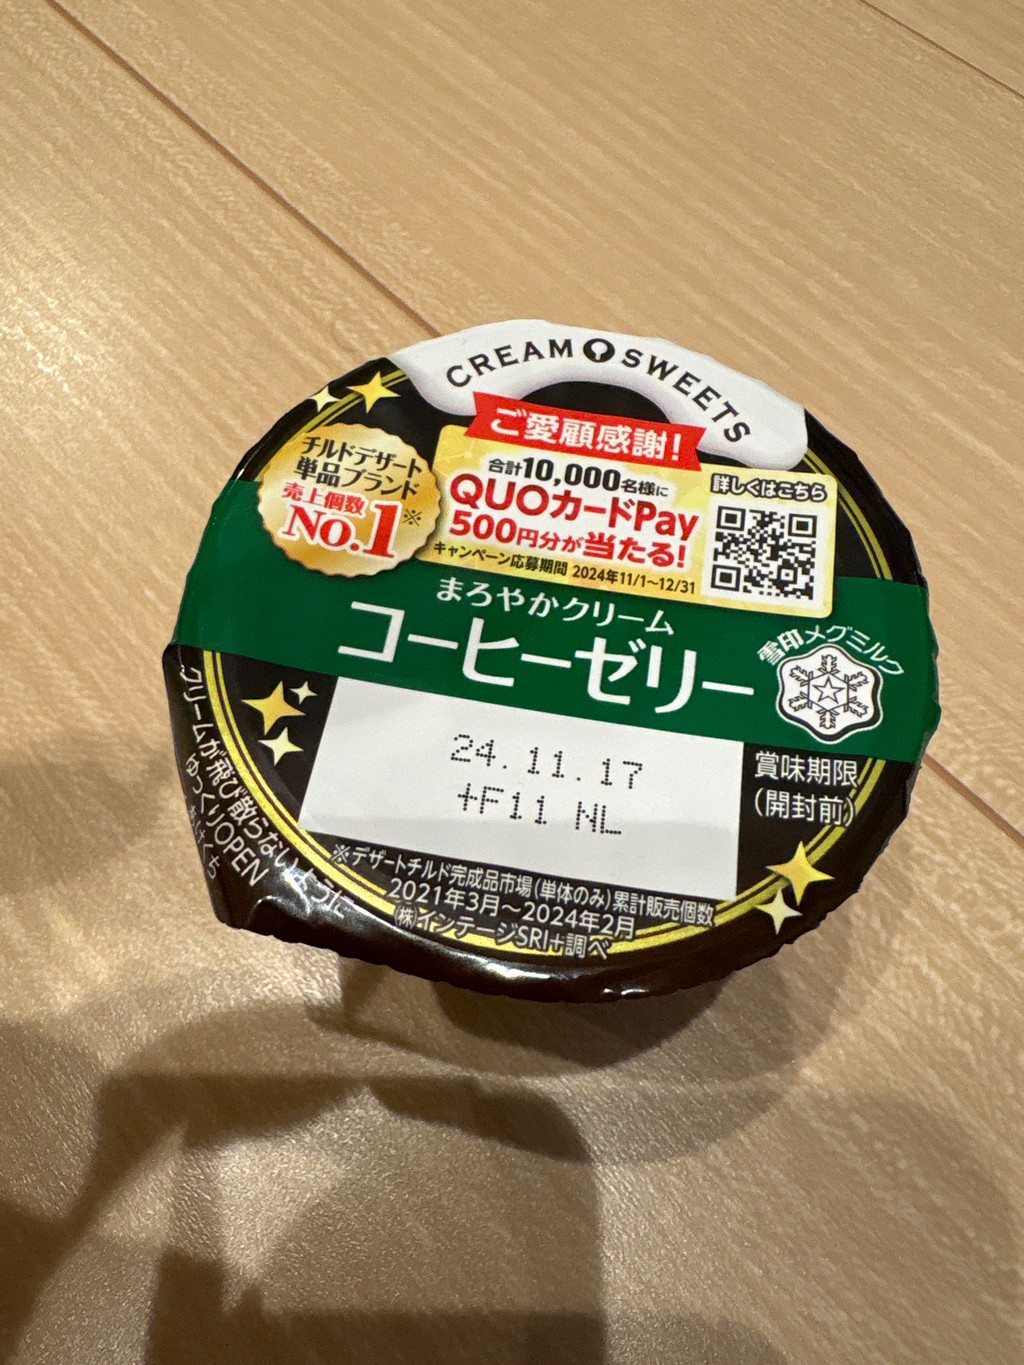 CREAM SWEETS
ご愛顧感謝!
チルドデザート
単品ブランド
売上個数
No.1※
合計10,000名様に
QUOカードPay
500円分が当たる!
キャンペーン応募期間 2024年11/1〜12/31
詳しくはこちら
まろやかクリーム
コーヒーゼリー
雪印メグミルク
24.11.17
+F11 NL
賞味期限
(開封前)
クリームが飛び散らないように
ゆっくりOPEN
あけくち
※デザートチルド完成品市場(単体のみ)累計販売個数
2021年3月〜2024年2月
㈱インテージSRI+調べ